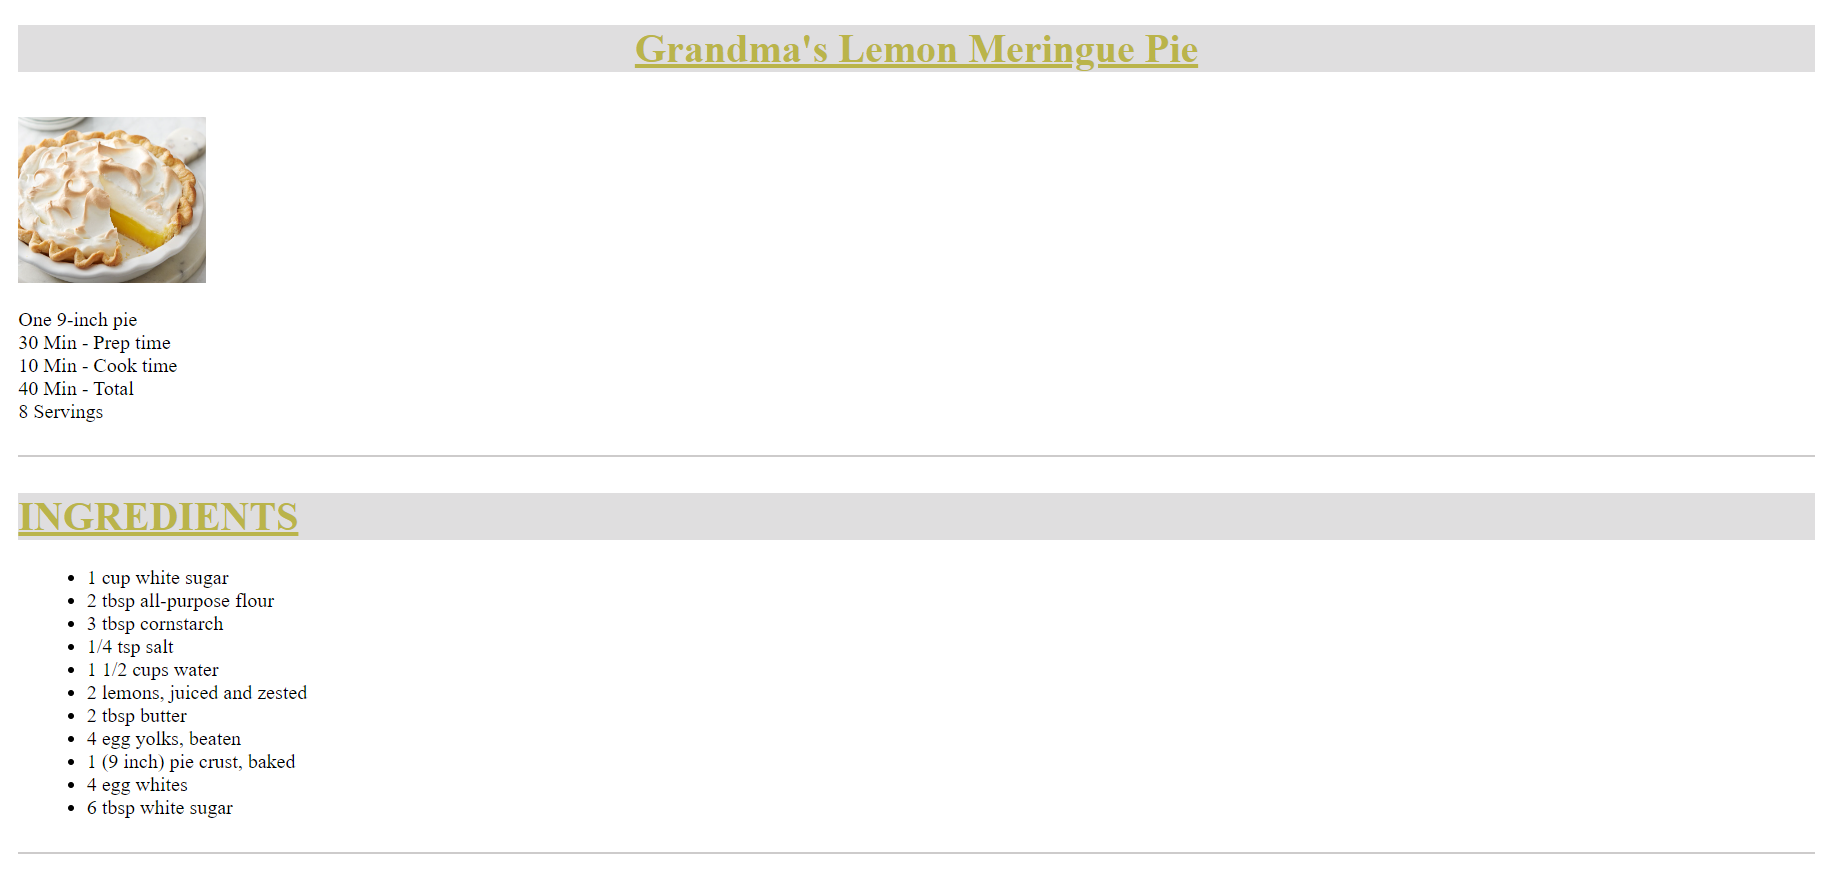 Grandma's Lemon Meringue Pie
One 9-inch pie
30 Min - Prep time
10 Min - Cook time
40 Min - Total
8 Servings
INGREDIENTS
1 cup white sugar
2 tbsp all-purpose flour
3 tbsp cornstarch
1/4 tsp salt
1 1/2 cups water
2 lemons, juiced and zested
2 tbsp butter
4 egg yolks, beaten
1 (9 inch) pie crust, baked
4 egg whites
6 tbsp white sugar